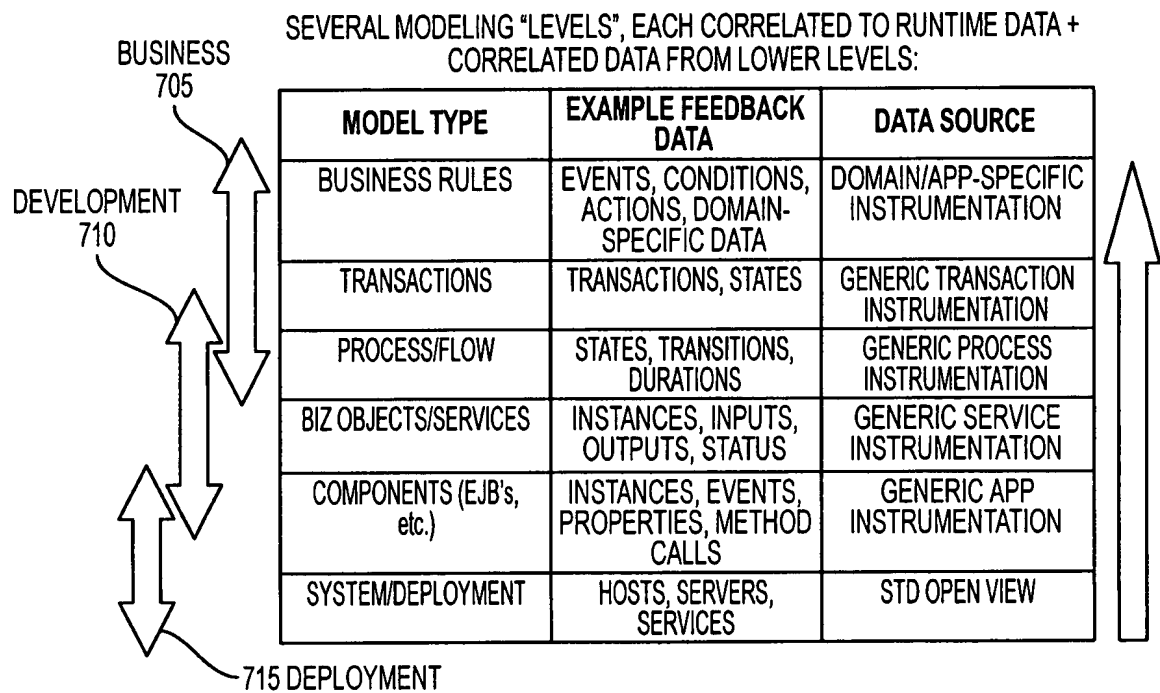 SEVERAL MODELING “LEVELS”, EACH CORRELATED TO RUNTIME DATA +
CORRELATED DATA FROM LOWER LEVELS:
BUSINESS
705
DEVELOPMENT
710
MODEL TYPE
EXAMPLE FEEDBACK
DATA
DATA SOURCE
BUSINESS RULES
EVENTS, CONDITIONS,
ACTIONS, DOMAIN-
SPECIFIC DATA
DOMAIN/APP-SPECIFIC
INSTRUMENTATION
TRANSACTIONS
TRANSACTIONS, STATES
GENERIC TRANSACTION
INSTRUMENTATION
PROCESS/FLOW
STATES, TRANSITIONS,
DURATIONS
GENERIC PROCESS
INSTRUMENTATION
BIZ OBJECTS/SERVICES
INSTANCES, INPUTS,
OUTPUTS, STATUS
GENERIC SERVICE
INSTRUMENTATION
COMPONENTS (EJB's,
etc.)
INSTANCES, EVENTS,
PROPERTIES, METHOD
CALLS
GENERIC APP
INSTRUMENTATION
SYSTEM/DEPLOYMENT
HOSTS, SERVERS,
SERVICES
STD OPEN VIEW
715 DEPLOYMENT